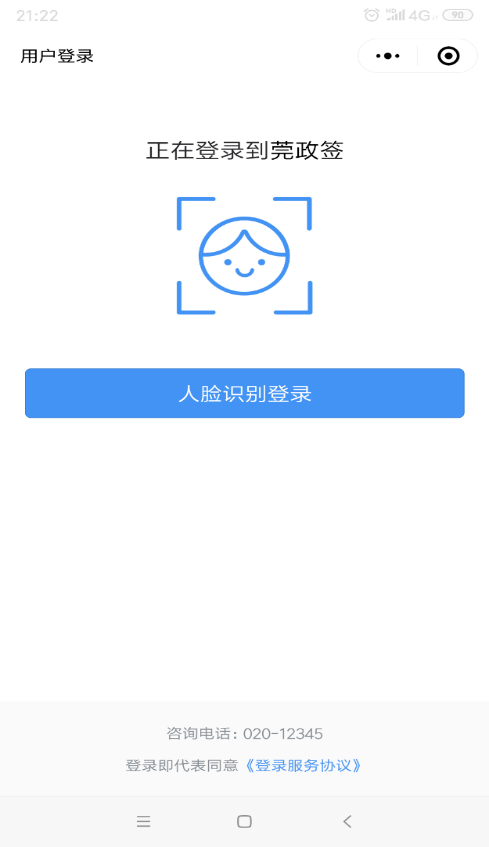 21:22
HD 4G 90
用户登录
正在登录到莞政签
人脸识别登录
咨询电话：020-12345
登录即代表同意《登录服务协议》